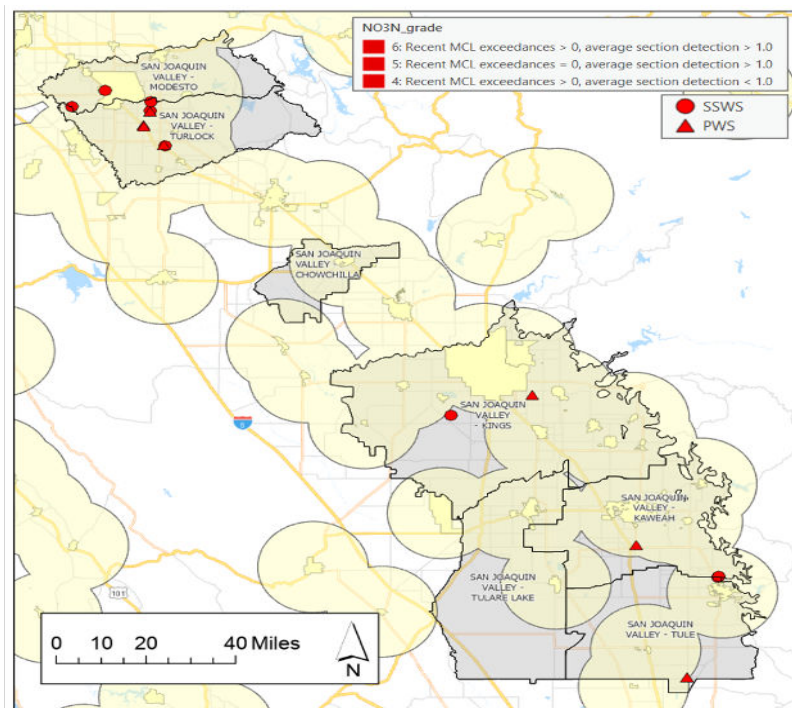 NO3N_grade
6: Recent MCL exceedances > 0, average section detection > 1.0
5: Recent MCL exceedances = 0, average section detection > 1.0
4: Recent MCL exceedances > 0, average section detection < 1.0
SSWS
PWS
SAN JOAQUIN
VALLEY -
MODESTO
SAN JOAQUIN
VALLEY -
TURLOCK
SAN JOAQUIN
VALLEY
CHOWCHILLA
SAN JOAQUIN
VALLEY
- KINGS
5
SAN JOAQUIN
VALLEY -
KAWEAH
SAN JOAQUIN
VALLEY -
TULARE LAKE
SAN JOAQUIN
VALLEY - TULE
101
0 10 20 40 Miles
N